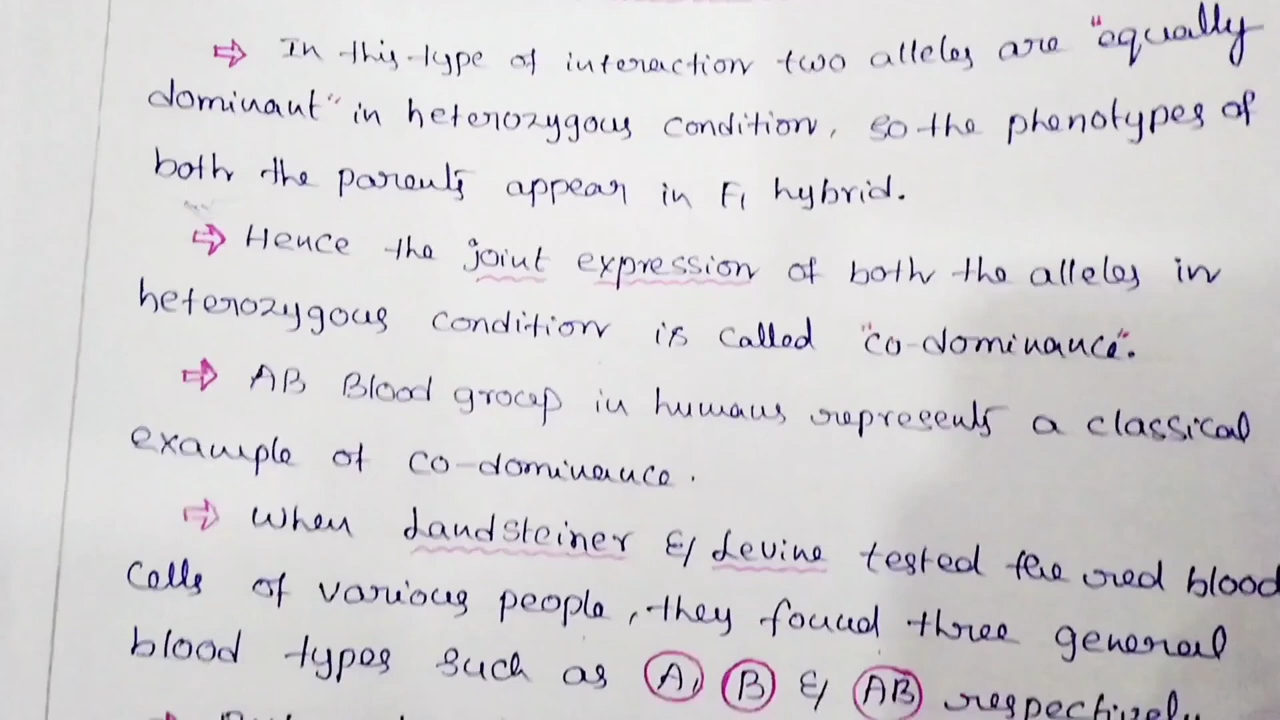 ⇨ In this type of interaction two alleles are "equally
dominant" in heterozygous condition, so the phenotypes of
both the parents appear in F1 hybrid.
⇨ Hence the joint expression of both the alleles in
heterozygous condition is called "co-dominance".
⇨ AB Blood group in humans represents a classical
example of co-dominance.
⇨ When Landsteiner & Levine tested the red blood
cells of various people, they found three general
blood types such as A, B & AB respectively